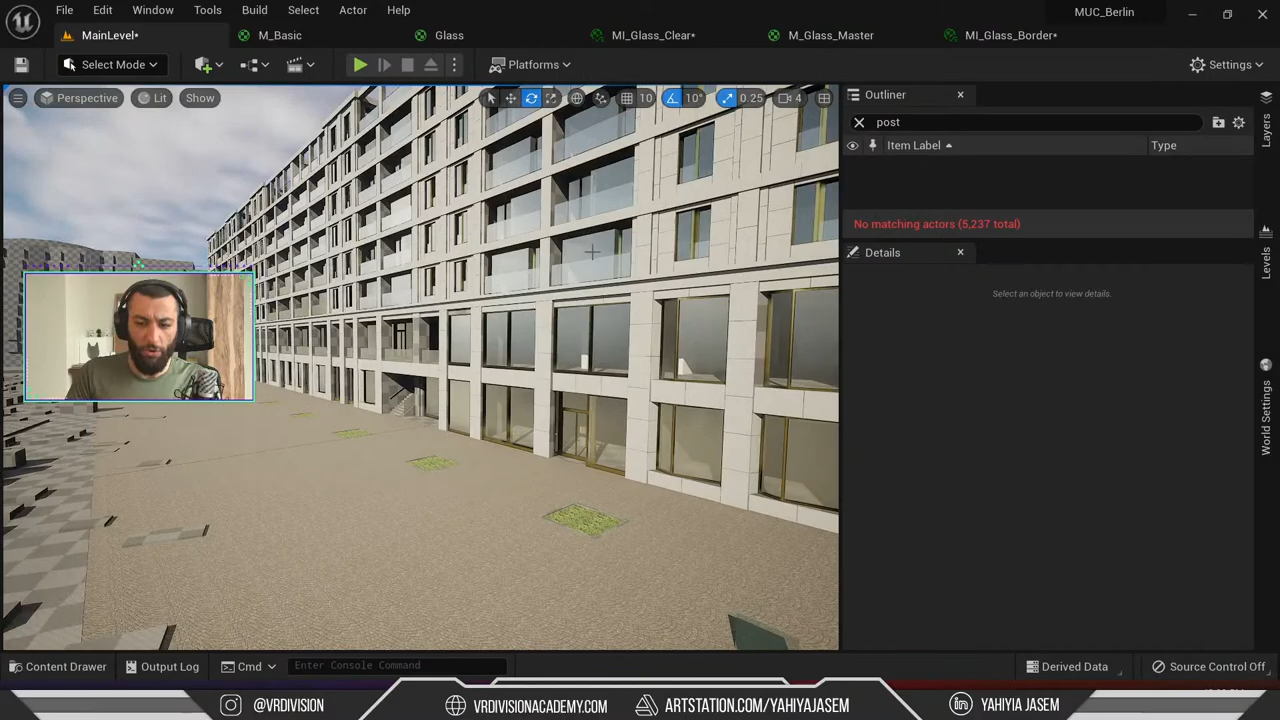 File Edit Window Tools Build Select Actor Help
MUC_Berlin
MainLevel* M_Basic Glass MI_Glass_Clear* M_Glass_Master MI_Glass_Border*
Select Mode Platforms Settings
Perspective Lit Show 10 10° 0.25 4
Outliner
post
Item Label Type
No matching actors (5,237 total)
Details
Select an object to view details.
Layers
Levels
World Settings
Content Drawer Output Log Cmd Enter Console Command Derived Data Source Control Off
@VRDIVISION VRDIVISIONACADEMY.COM ARTSTATION.COM/YAHIYAJASEM YAHIYIA JASEM